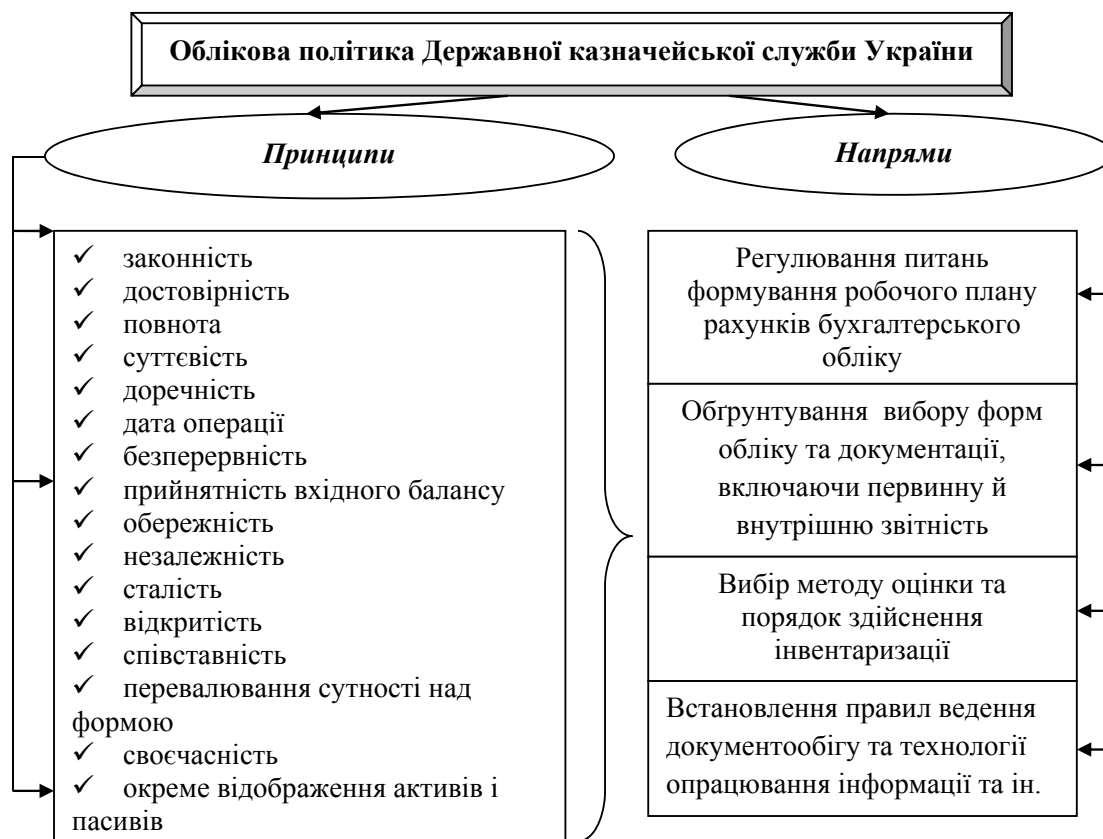 Облікова політика Державної казначейської служби України
Принципи
Напрями
✓ законність
✓ достовірність
✓ повнота
✓ суттєвість
✓ доречність
✓ дата операції
✓ безперервність
✓ прийнятність вхідного балансу
✓ обережність
✓ незалежність
✓ сталість
✓ відкритість
✓ співставність
✓ перевалювання сутності над
формою
✓ своєчасність
✓ окреме відображення активів і
пасивів
Регулювання питань
формування робочого плану
рахунків бухгалтерського
обліку
Обґрунтування вибору форм
обліку та документації,
включаючи первинну й
внутрішню звітність
Вибір методу оцінки та
порядок здійснення
інвентаризації
Встановлення правил ведення
документообігу та технології
опрацювання інформації та ін.